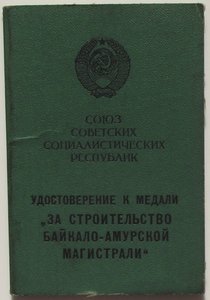 СОЮЗ
СОВЕТСКИХ
СОЦИАЛИСТИЧЕСКИХ
РЕСПУБЛИК
УДОСТОВЕРЕНИЕ К МЕДАЛИ
„ЗА СТРОИТЕЛЬСТВО
БАЙКАЛО-АМУРСКОЙ
МАГИСТРАЛИ“